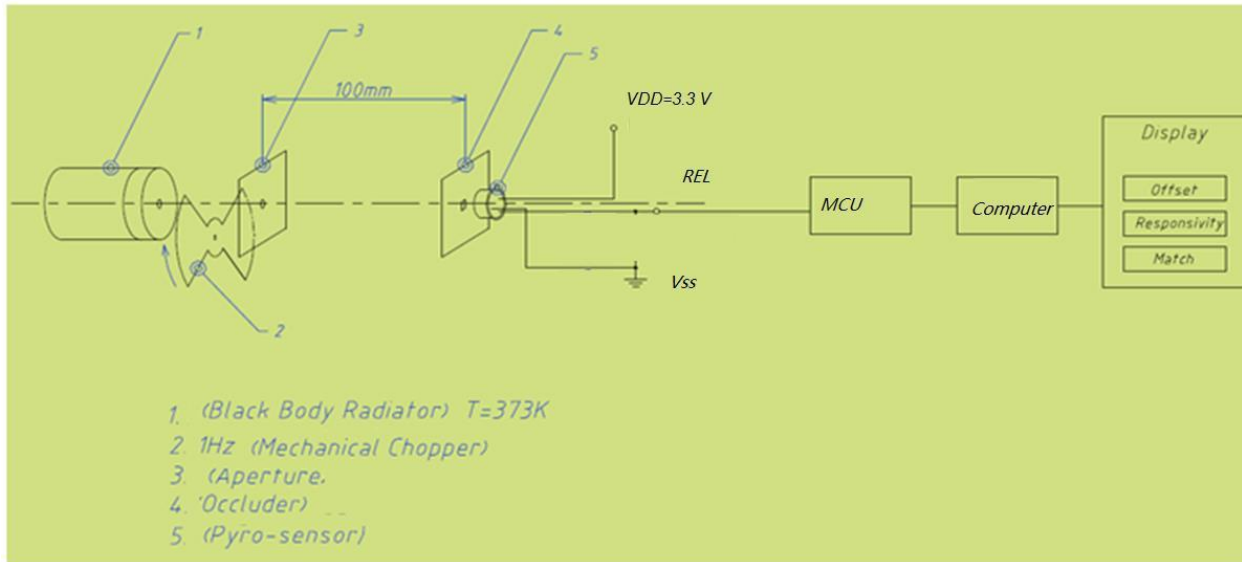 1
3
4
5
100mm
VDD=3.3 V
REL
MCU
Computer
Display
Offset
Responsivity
Match
Vss
2
1. (Black Body Radiator) T=373K
2. 1Hz (Mechanical Chopper)
3. (Aperture.
4. 'Occluder)
5. (Pyro-sensor)